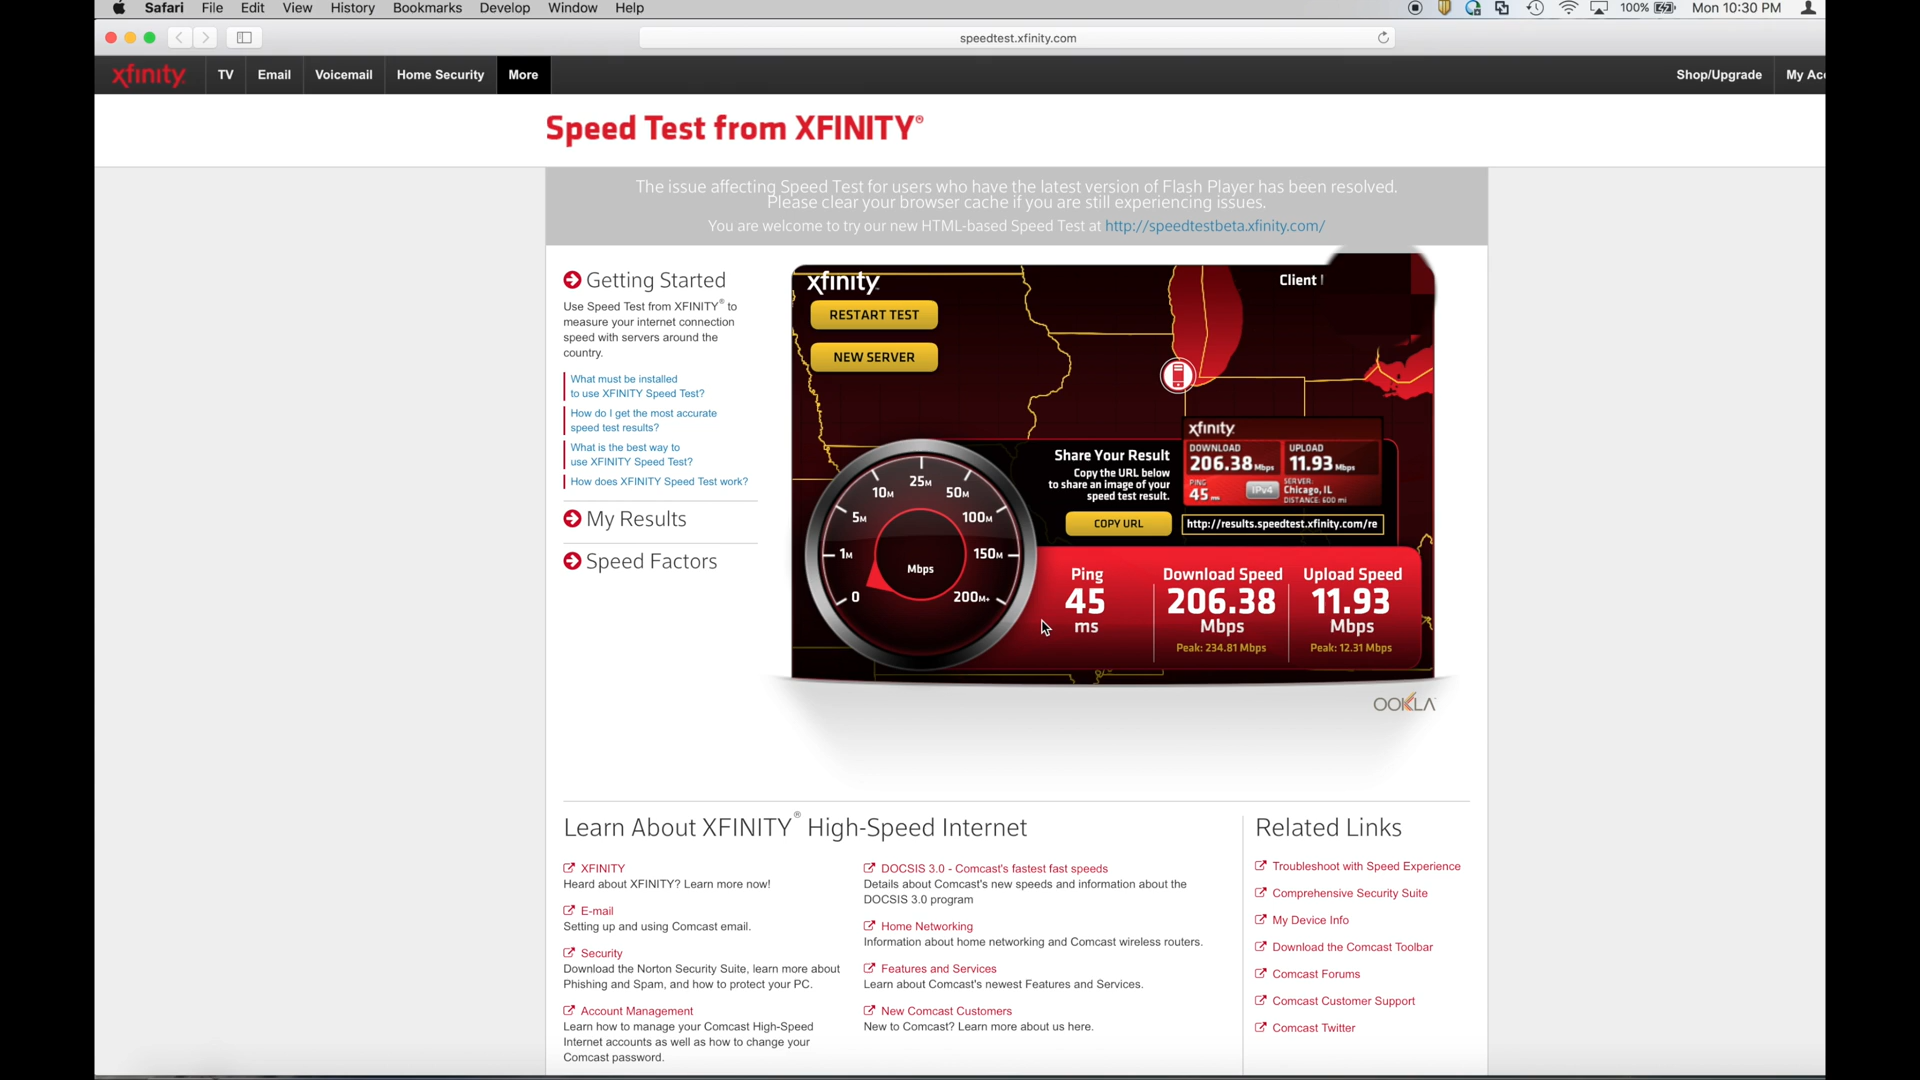 Safari File Edit View History Bookmarks Develop Window Help
100% Mon 10:30 PM
speedtest.xfinity.com
xfinity TV Email Voicemail Home Security More
Shop/Upgrade My Acc
Speed Test from XFINITY®
The issue affecting Speed Test for users who have the latest version of Flash Player has been resolved.
Please clear your browser cache if you are still experiencing issues.
You are welcome to try our new HTML-based Speed Test at http://speedtestbeta.xfinity.com/
Getting Started
Use Speed Test from XFINITY® to
measure your internet connection
speed with servers around the
country.
What must be installed
to use XFINITY Speed Test?
How do I get the most accurate
speed test results?
What is the best way to
use XFINITY Speed Test?
How does XFINITY Speed Test work?
My Results
Speed Factors
xfinity
Client
RESTART TEST
NEW SERVER
0
1M
5M
10M
25M
50M
100M
150M
200M+
Mbps
Share Your Result
Copy the URL below
to share an image of your
speed test result.
COPY URL
xfinity
DOWNLOAD
206.38 Mbps
UPLOAD
11.93 Mbps
PING
45 ms
IPv4
SERVER:
Chicago, IL
DISTANCE: 600 mi
http://results.speedtest.xfinity.com/re
Ping
45
ms
Download Speed
206.38
Mbps
Peak: 234.81 Mbps
Upload Speed
11.93
Mbps
Peak: 12.31 Mbps
OOKLA
Learn About XFINITY® High-Speed Internet
XFINITY
Heard about XFINITY? Learn more now!
E-mail
Setting up and using Comcast email.
Security
Download the Norton Security Suite, learn more about
Phishing and Spam, and how to protect your PC.
Account Management
Learn how to manage your Comcast High-Speed
Internet accounts as well as how to change your
Comcast password.
DOCSIS 3.0 - Comcast's fastest fast speeds
Details about Comcast's new speeds and information about the
DOCSIS 3.0 program
Home Networking
Information about home networking and Comcast wireless routers.
Features and Services
Learn about Comcast's newest Features and Services.
New Comcast Customers
New to Comcast? Learn more about us here.
Related Links
Troubleshoot with Speed Experience
Comprehensive Security Suite
My Device Info
Download the Comcast Toolbar
Comcast Forums
Comcast Customer Support
Comcast Twitter